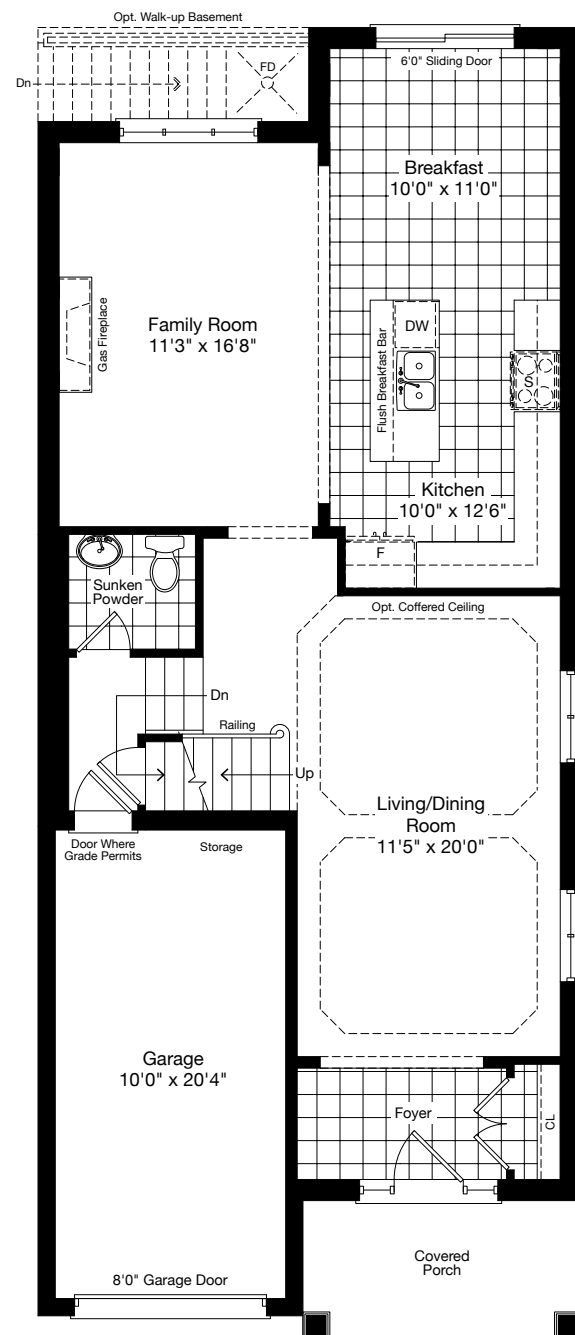 Opt. Walk-up Basement
Dn
FD
6'0" Sliding Door
Breakfast
10'0" x 11'0"
Gas Fireplace
Family Room
11'3" x 16'8"
Flush Breakfast Bar
DW
S
Kitchen
10'0" x 12'6"
F
Sunken
Powder
Opt. Coffered Ceiling
Dn
Railing
Up
Living/Dining
Room
11'5" x 20'0"
Door Where
Grade Permits
Storage
Garage
10'0" x 20'4"
Foyer
CL
Covered
Porch
8'0" Garage Door